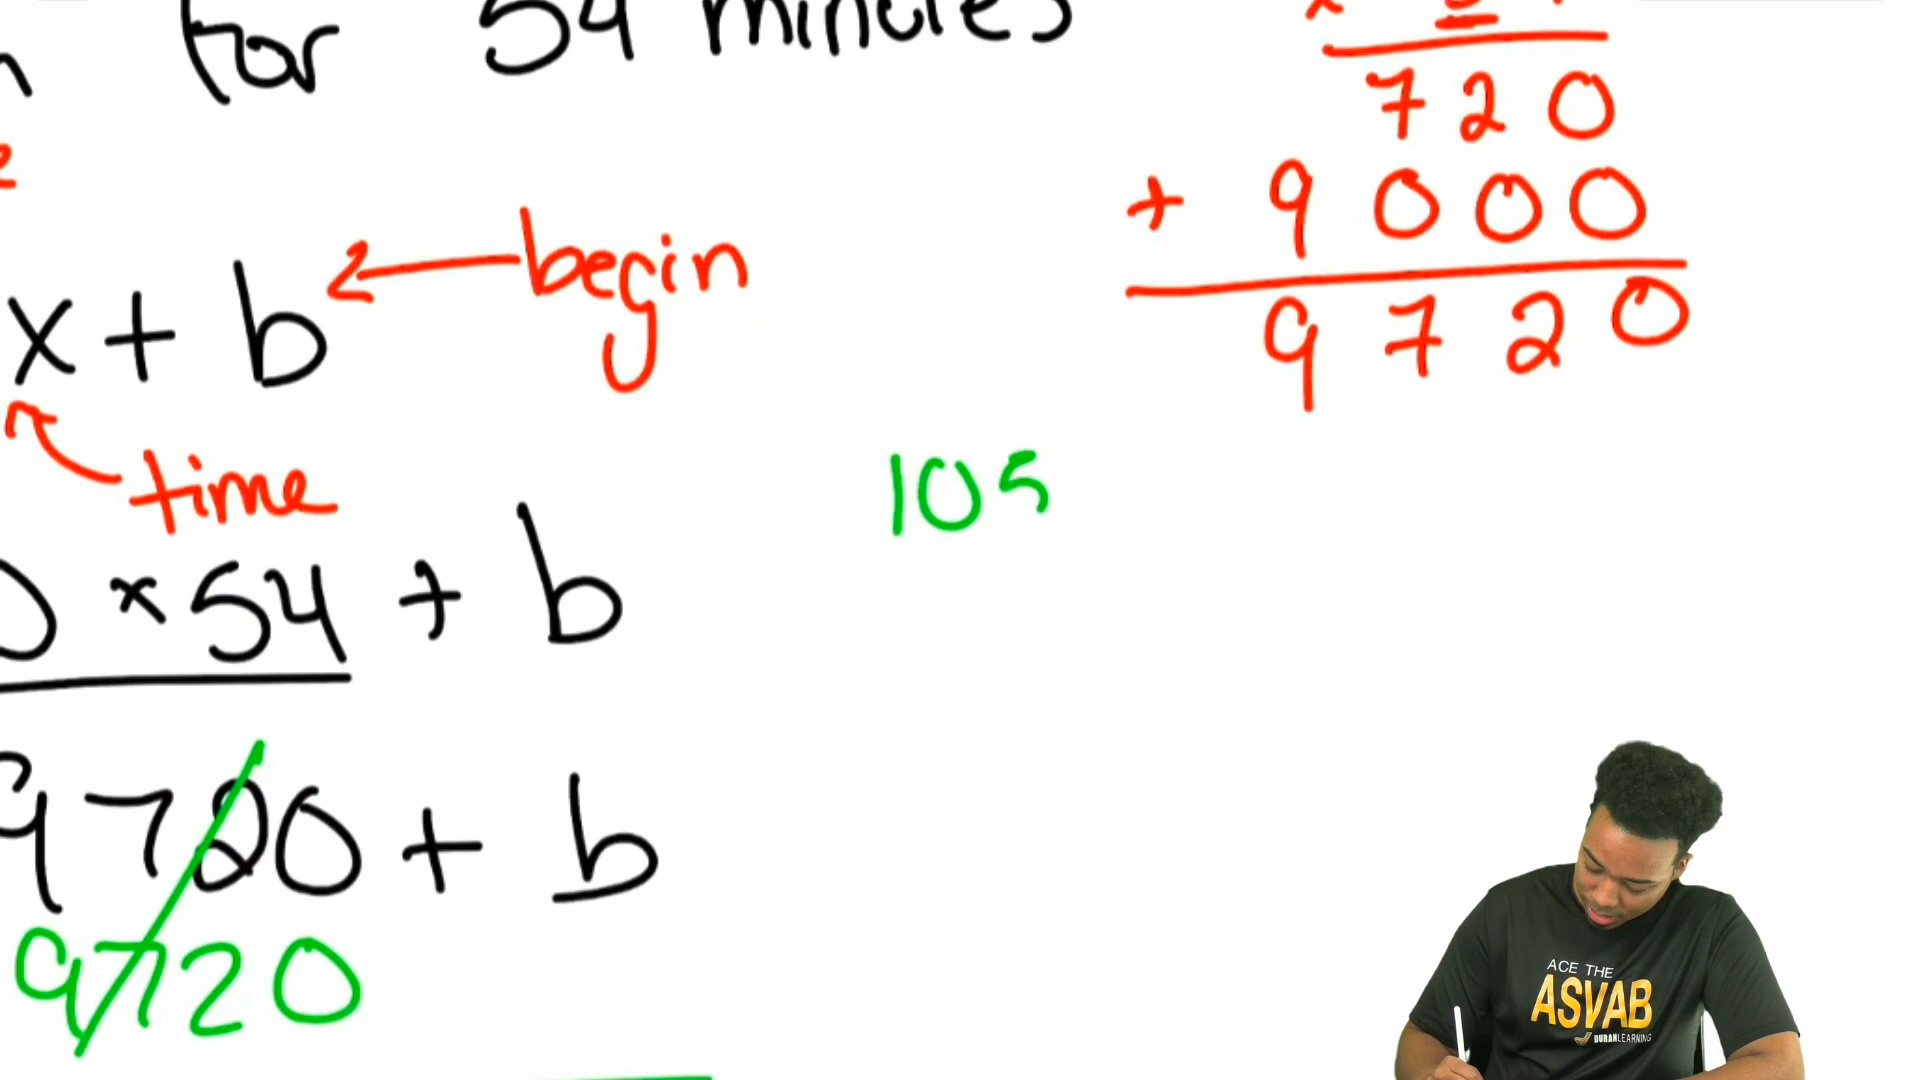 for 54 minutes
720
+ 9000
9720
x + b ← begin
time
105
x 54 + b
9720 + b
9720
ACE THE
ASVAB
DURANLEARNING